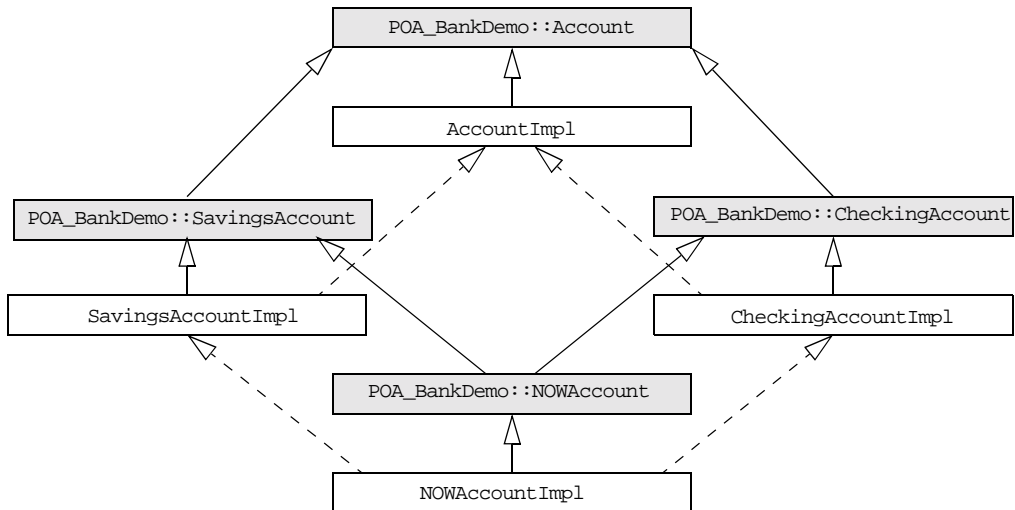 POA_BankDemo::Account
AccountImpl
POA_BankDemo::SavingsAccount
POA_BankDemo::CheckingAccount
SavingsAccountImpl
CheckingAccountImpl
POA_BankDemo::NOWAccount
NOWAccountImpl